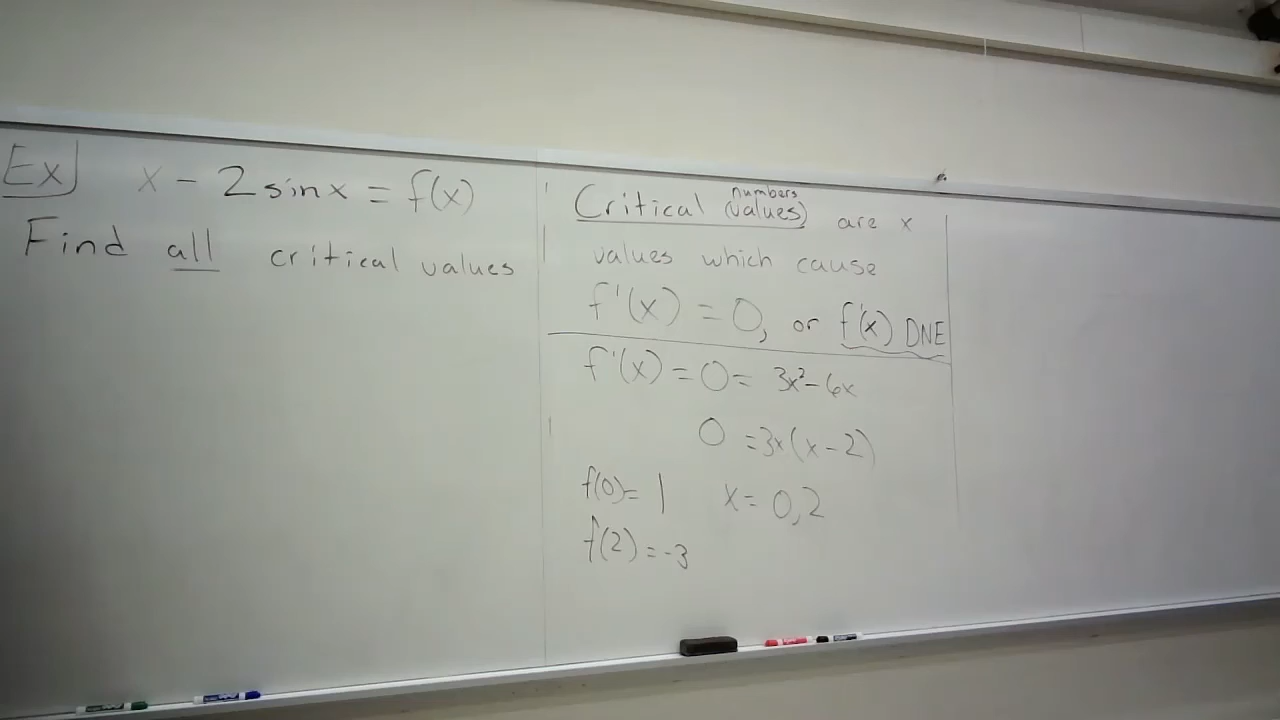 Ex] x - 2sinx = f(x)
Find all critical values
numbers
Critical (values) are x
values which cause
f'(x) = 0, or f'(x) DNE
f'(x) = 0 = 3x²-6x
0 = 3x(x-2)
f(0)= 1 x = 0,2
f(2) = -3